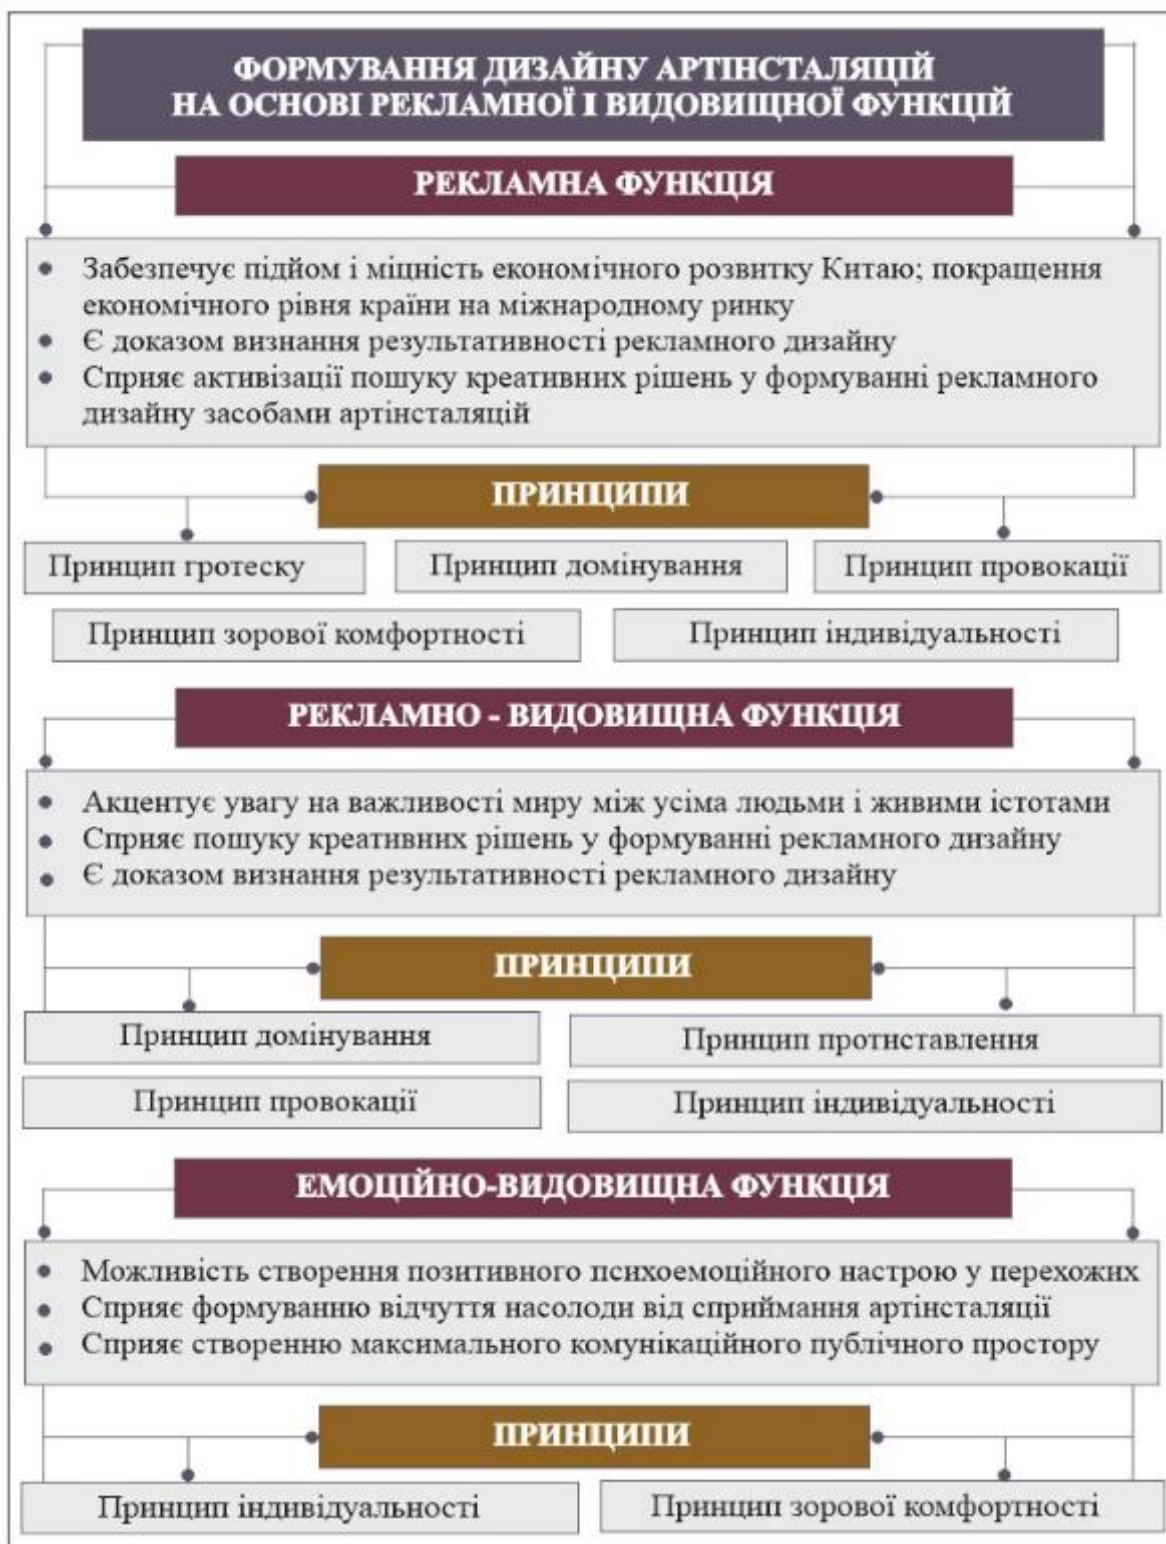 ФОРМУВАННЯ ДИЗАЙНУ АРТІНСТАЛЯЦІЙ
НА ОСНОВІ РЕКЛАМНОЇ І ВИДОВИЩНОЇ ФУНКЦІЙ
РЕКЛАМНА ФУНКЦІЯ
• Забезпечує підйом і міцність економічного розвитку Китаю; покращення
економічного рівня країни на міжнародному ринку
• Є доказом визнання результативності рекламного дизайну
• Сприяє активізації пошуку креативних рішень у формуванні рекламного
дизайну засобами артінсталяцій
ПРИНЦИПИ
Принцип гротеску
Принцип домінування
Принцип провокації
Принцип зорової комфортності
Принцип індивідуальності
РЕКЛАМНО - ВИДОВИЩНА ФУНКЦІЯ
• Акцентує увагу на важливості миру між усіма людьми і живими істотами
• Сприяє пошуку креативних рішень у формуванні рекламного дизайну
• Є доказом визнання результативності рекламного дизайну
ПРИНЦИПИ
Принцип домінування
Принцип протиставлення
Принцип провокації
Принцип індивідуальності
ЕМОЦІЙНО-ВИДОВИЩНА ФУНКЦІЯ
• Можливість створення позитивного психоемоційного настрою у перехожих
• Сприяє формуванню відчуття насолоди від сприймання артінсталяції
• Сприяє створенню максимального комунікаційного публічного простору
ПРИНЦИПИ
Принцип індивідуальності
Принцип зорової комфортності